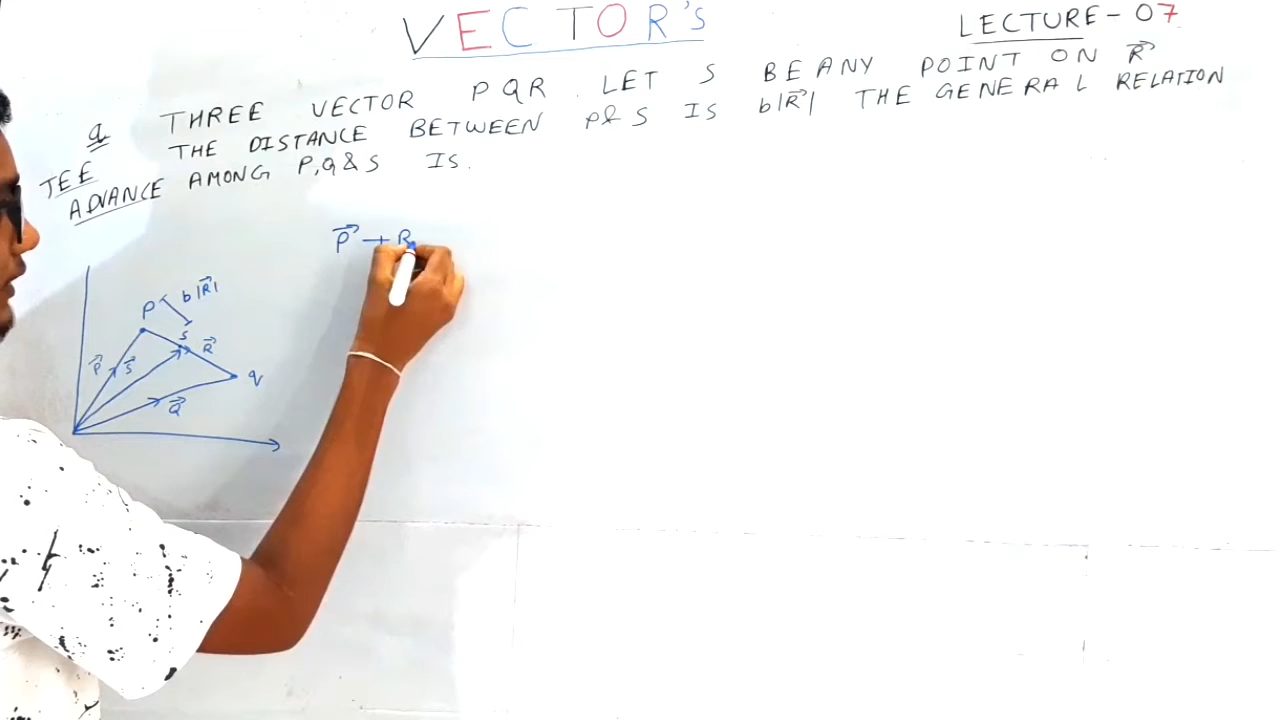 VECTOR'S
LECTURE-07
Q THREE VECTOR PQR. LET S BE ANY POINT ON R⃗
JEE THE DISTANCE BETWEEN P & S IS b|R⃗| THE GENERAL RELATION
ADVANCE AMONG P,Q & S IS.
P⃗ + R
P b|R⃗|
S
P⃗ S⃗ R⃗
q
Q⃗